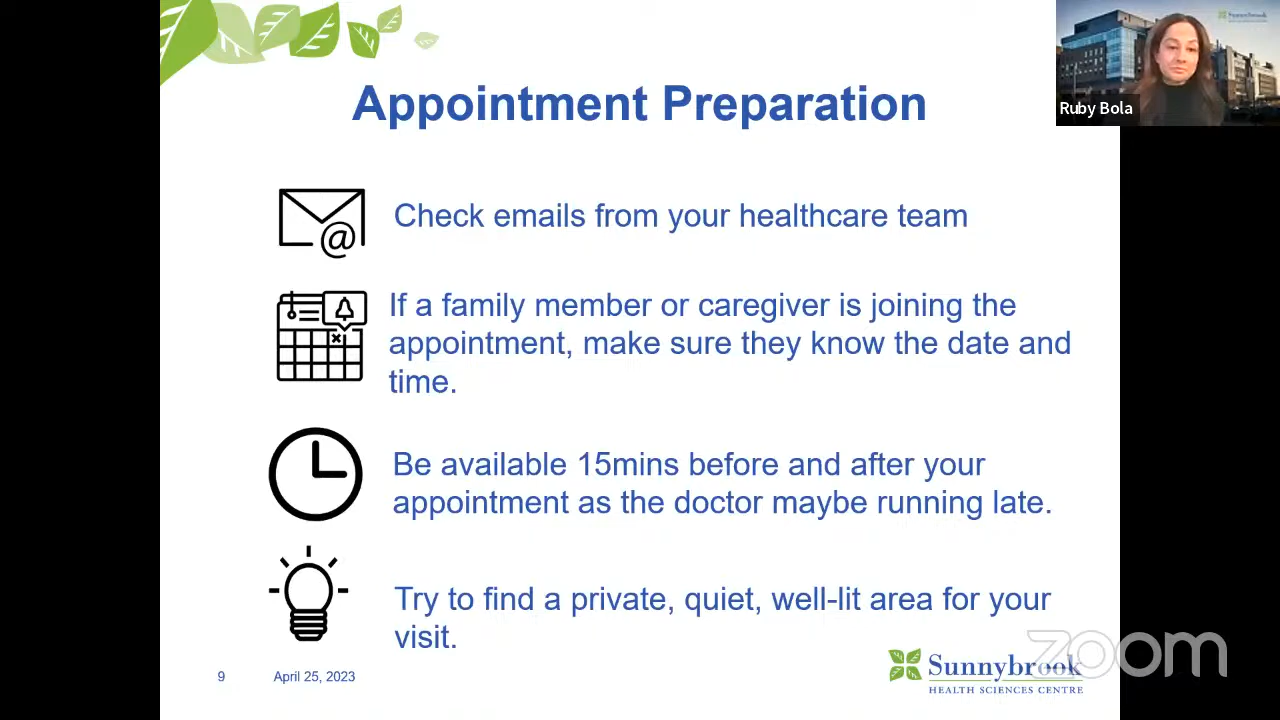 Appointment Preparation
Sunnybrook
Ruby Bola
Check emails from your healthcare team
@
If a family member or caregiver is joining the
appointment, make sure they know the date and
time.
Be available 15mins before and after your
appointment as the doctor maybe running late.
Try to find a private, quiet, well-lit area for your
visit.
9
April 25, 2023
Sunnybrook
HEALTH SCIENCES CENTRE
zoom